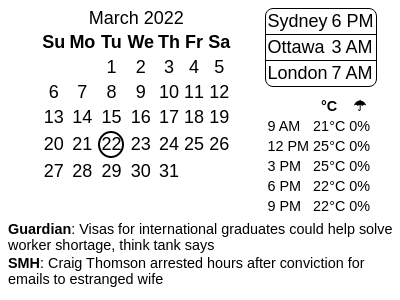 March 2022
Su Mo Tu We Th Fr Sa
1 2 3 4 5
6 7 8 9 10 11 12
13 14 15 16 17 18 19
20 21 22 23 24 25 26
27 28 29 30 31
Sydney 6 PM
Ottawa 3 AM
London 7 AM
°C ☂
9 AM 21°C 0%
12 PM 25°C 0%
3 PM 25°C 0%
6 PM 22°C 0%
9 PM 22°C 0%
Guardian: Visas for international graduates could help solve
worker shortage, think tank says
SMH: Craig Thomson arrested hours after conviction for
emails to estranged wife